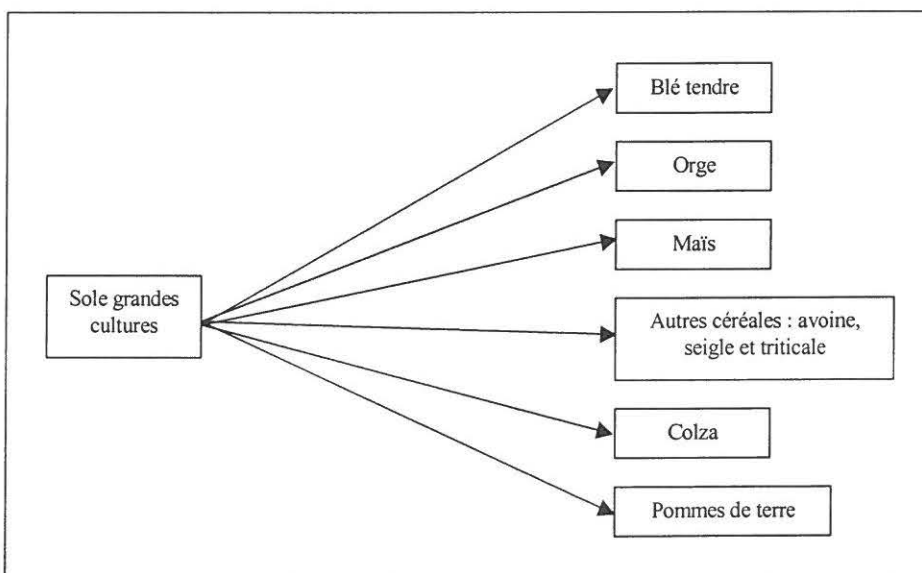 Blé tendre
Orge
Maïs
Sole grandes
cultures
Autres céréales : avoine,
seigle et triticale
Colza
Pommes de terre